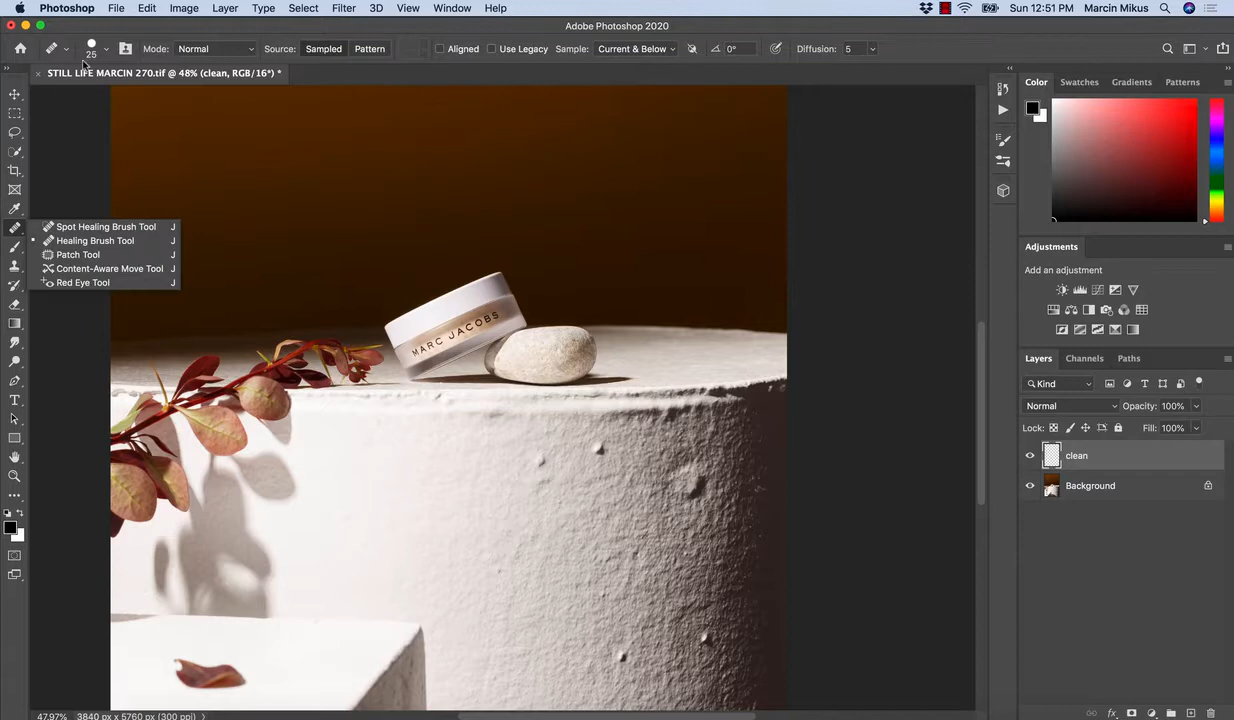 Photoshop File Edit Image Layer Type Select Filter 3D View Window Help Sun 12:51 PM Marcin Mikus
Adobe Photoshop 2020
25 Mode: Normal Source: Sampled Pattern Aligned Use Legacy Sample: Current & Below 0° Diffusion: 5
× STILL LIFE MARCIN 270.tif @ 48% (clean, RGB/16*) *
Color Swatches Gradients Patterns
Spot Healing Brush Tool J
Healing Brush Tool J
Patch Tool J
Content-Aware Move Tool J
Red Eye Tool J
Adjustments
Add an adjustment
MARC JACOBS
Layers Channels Paths
Kind
Normal Opacity: 100%
Lock: Fill: 100%
clean
Background
47.97% 3840 px x 5760 px (300 ppi)